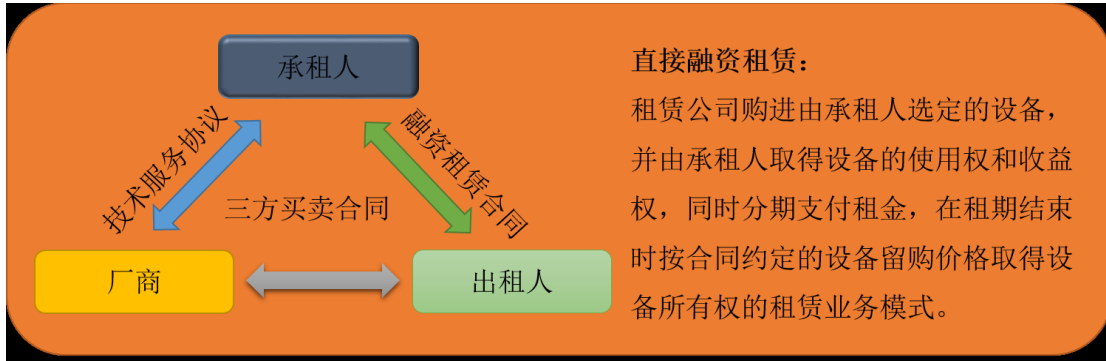 承租人
技术服务协议
融资租赁合同
三方买卖合同
厂商
出租人
直接融资租赁：
租赁公司购进由承租人选定的设备，
并由承租人取得设备的使用权和收益
权，同时分期支付租金，在租期结束
时按合同约定的设备留购价格取得设
备所有权的租赁业务模式。